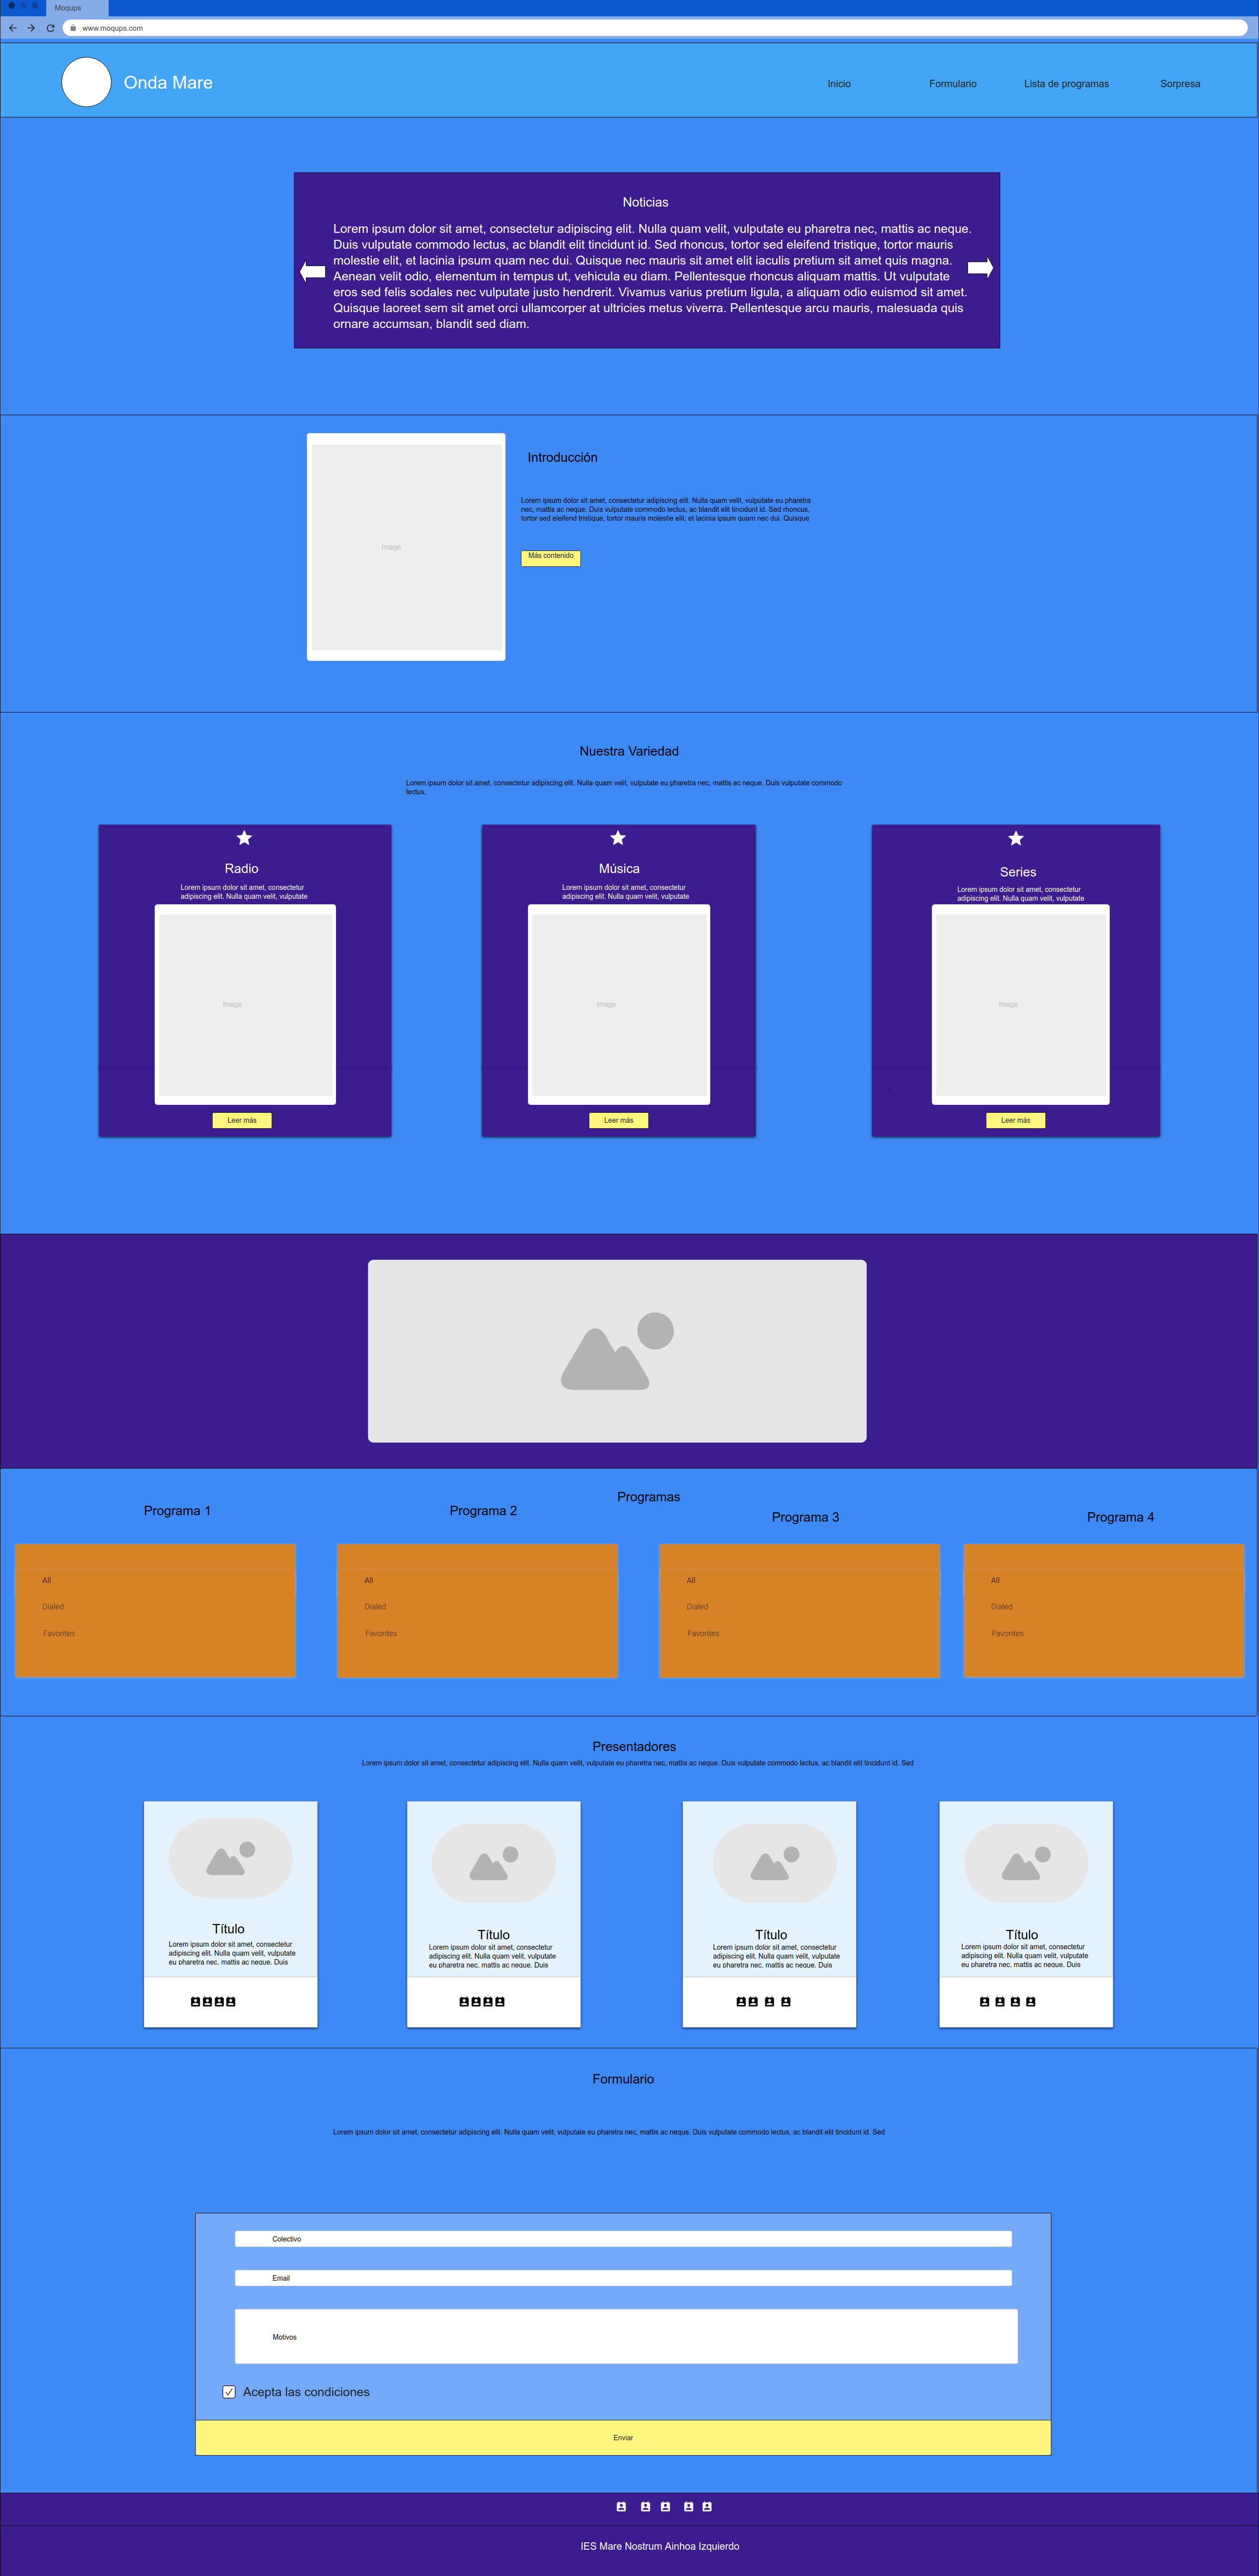 Moqups
www.moqups.com
Onda Mare
Inicio
Formulario
Lista de programas
Sorpresa
Noticias
Lorem ipsum dolor sit amet, consectetur adipiscing elit. Nulla quam velit, vulputate eu pharetra nec, mattis ac neque.
Duis vulputate commodo lectus, ac blandit elit tincidunt id. Sed rhoncus, tortor sed eleifend tristique, tortor mauris
molestie elit, et lacinia ipsum quam nec dui. Quisque nec mauris sit amet elit iaculis pretium sit amet quis magna.
Aenean velit odio, elementum in tempus ut, vehicula eu diam. Pellentesque rhoncus aliquam mattis. Ut vulputate
eros sed felis sodales nec vulputate justo hendrerit. Vivamus varius pretium ligula, a aliquam odio euismod sit amet.
Quisque laoreet sem sit amet orci ullamcorper at ultricies metus viverra. Pellentesque arcu mauris, malesuada quis
ornare accumsan, blandit sed diam.
Image
Introducción
Lorem ipsum dolor sit amet, consectetur adipiscing elit. Nulla quam velit, vulputate eu pharetra
nec, mattis ac neque. Duis vulputate commodo lectus, ac blandit elit tincidunt id. Sed rhoncus,
tortor sed eleifend tristique, tortor mauris molestie elit, et lacinia ipsum quam nec dui. Quisque
Más contenido
Nuestra Variedad
Lorem ipsum dolor sit amet, consectetur adipiscing elit. Nulla quam velit, vulputate eu pharetra nec, mattis ac neque. Duis vulputate commodo
lectus,
Radio
Lorem ipsum dolor sit amet, consectetur
adipiscing elit. Nulla quam velit, vulputate
Image
Leer más
Música
Lorem ipsum dolor sit amet, consectetur
adipiscing elit. Nulla quam velit, vulputate
Image
Leer más
Series
Lorem ipsum dolor sit amet, consectetur
adipiscing elit. Nulla quam velit, vulputate
Image
Leer más
Programas
Programa 1
All
Dialed
Favorites
Programa 2
All
Dialed
Favorites
Programa 3
All
Dialed
Favorites
Programa 4
All
Dialed
Favorites
Presentadores
Lorem ipsum dolor sit amet, consectetur adipiscing elit. Nulla quam velit, vulputate eu pharetra nec, mattis ac neque. Duis vulputate commodo lectus, ac blandit elit tincidunt id. Sed
Título
Lorem ipsum dolor sit amet, consectetur
adipiscing elit. Nulla quam velit, vulputate
eu pharetra nec, mattis ac neque. Duis
Título
Lorem ipsum dolor sit amet, consectetur
adipiscing elit. Nulla quam velit, vulputate
eu pharetra nec, mattis ac neque. Duis
Título
Lorem ipsum dolor sit amet, consectetur
adipiscing elit. Nulla quam velit, vulputate
eu pharetra nec, mattis ac neque. Duis
Título
Lorem ipsum dolor sit amet, consectetur
adipiscing elit. Nulla quam velit, vulputate
eu pharetra nec, mattis ac neque. Duis
Formulario
Lorem ipsum dolor sit amet, consectetur adipiscing elit. Nulla quam velit, vulputate eu pharetra nec, mattis ac neque. Duis vulputate commodo lectus, ac blandit elit tincidunt id. Sed
Colectivo
Email
Motivos
Acepta las condiciones
Enviar
IES Mare Nostrum Ainhoa Izquierdo